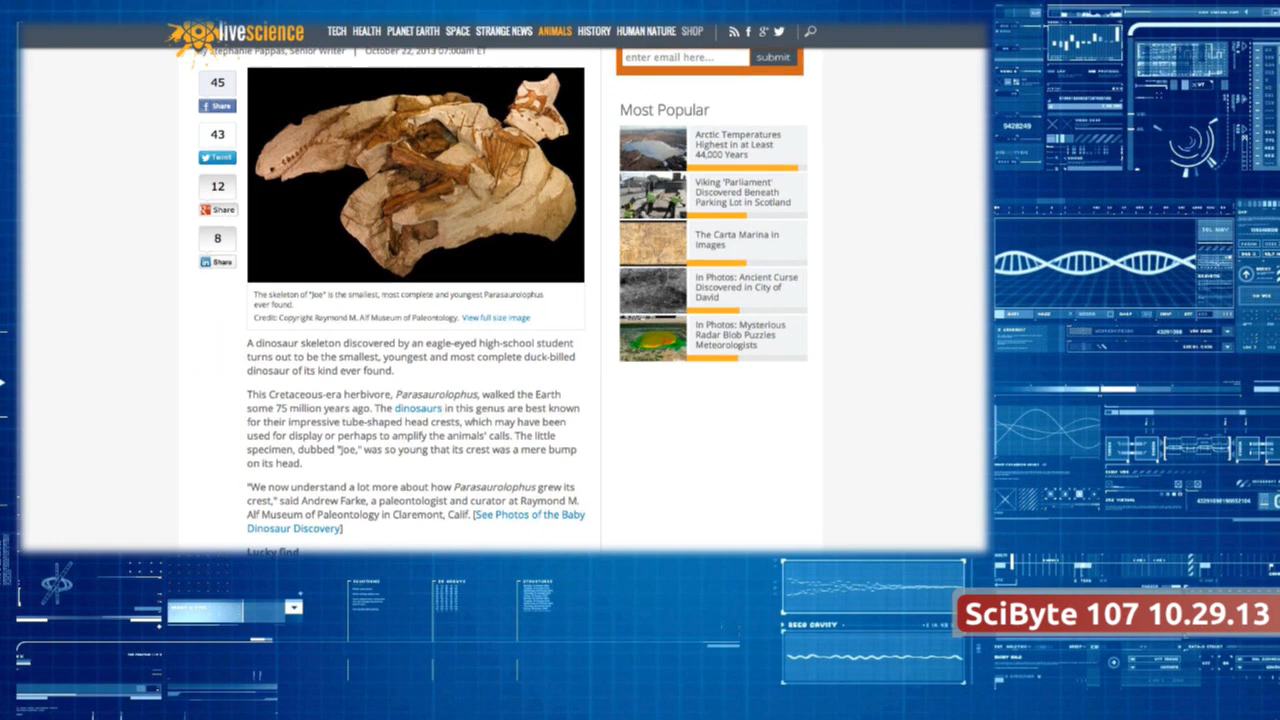 livescience
TECH HEALTH PLANET EARTH SPACE STRANGE NEWS ANIMALS HISTORY HUMAN NATURE SHOP
Stephanie Pappas, Senior Writer | October 22, 2013 07:00am ET
enter email here... submit
45
Share
43
Tweet
12
Share
8
Share
The skeleton of "Joe" is the smallest, most complete and youngest Parasaurolophus
ever found.
Credit: Copyright Raymond M. Alf Museum of Paleontology. View full size image
A dinosaur skeleton discovered by an eagle-eyed high-school student
turns out to be the smallest, youngest and most complete duck-billed
dinosaur of its kind ever found.
This Cretaceous-era herbivore, Parasaurolophus, walked the Earth
some 75 million years ago. The dinosaurs in this genus are best known
for their impressive tube-shaped head crests, which may have been
used for display or perhaps to amplify the animals' calls. The little
specimen, dubbed "Joe," was so young that its crest was a mere bump
on its head.
"We now understand a lot more about how Parasaurolophus grew its
crest," said Andrew Farke, a paleontologist and curator at Raymond M.
Alf Museum of Paleontology in Claremont, Calif. [See Photos of the Baby
Dinosaur Discovery]
Lucky find
Most Popular
Arctic Temperatures
Highest in at Least
44,000 Years
Viking 'Parliament'
Discovered Beneath
Parking Lot in Scotland
The Carta Marina in
Images
In Photos: Ancient Curse
Discovered in City of
David
In Photos: Mysterious
Radar Blob Puzzles
Meteorologists
9428249
SciByte 107 10.29.13